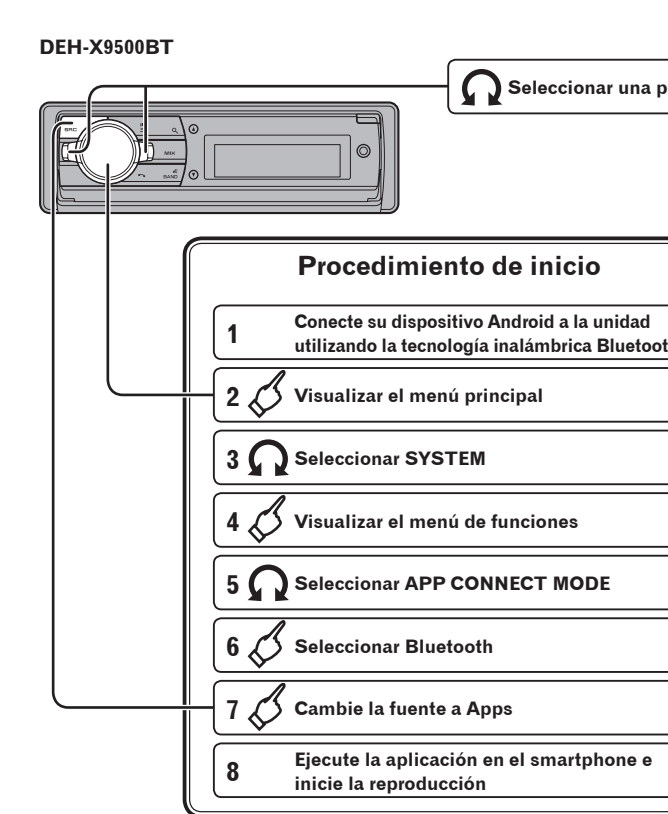 DEH-X9500BT
Seleccionar una p
SRC
MIX
BAND
Procedimiento de inicio
1 Conecte su dispositivo Android a la unidad
utilizando la tecnología inalámbrica Bluetoot
2 Visualizar el menú principal
3 Seleccionar SYSTEM
4 Visualizar el menú de funciones
5 Seleccionar APP CONNECT MODE
6 Seleccionar Bluetooth
7 Cambie la fuente a Apps
8 Ejecute la aplicación en el smartphone e
inicie la reproducción